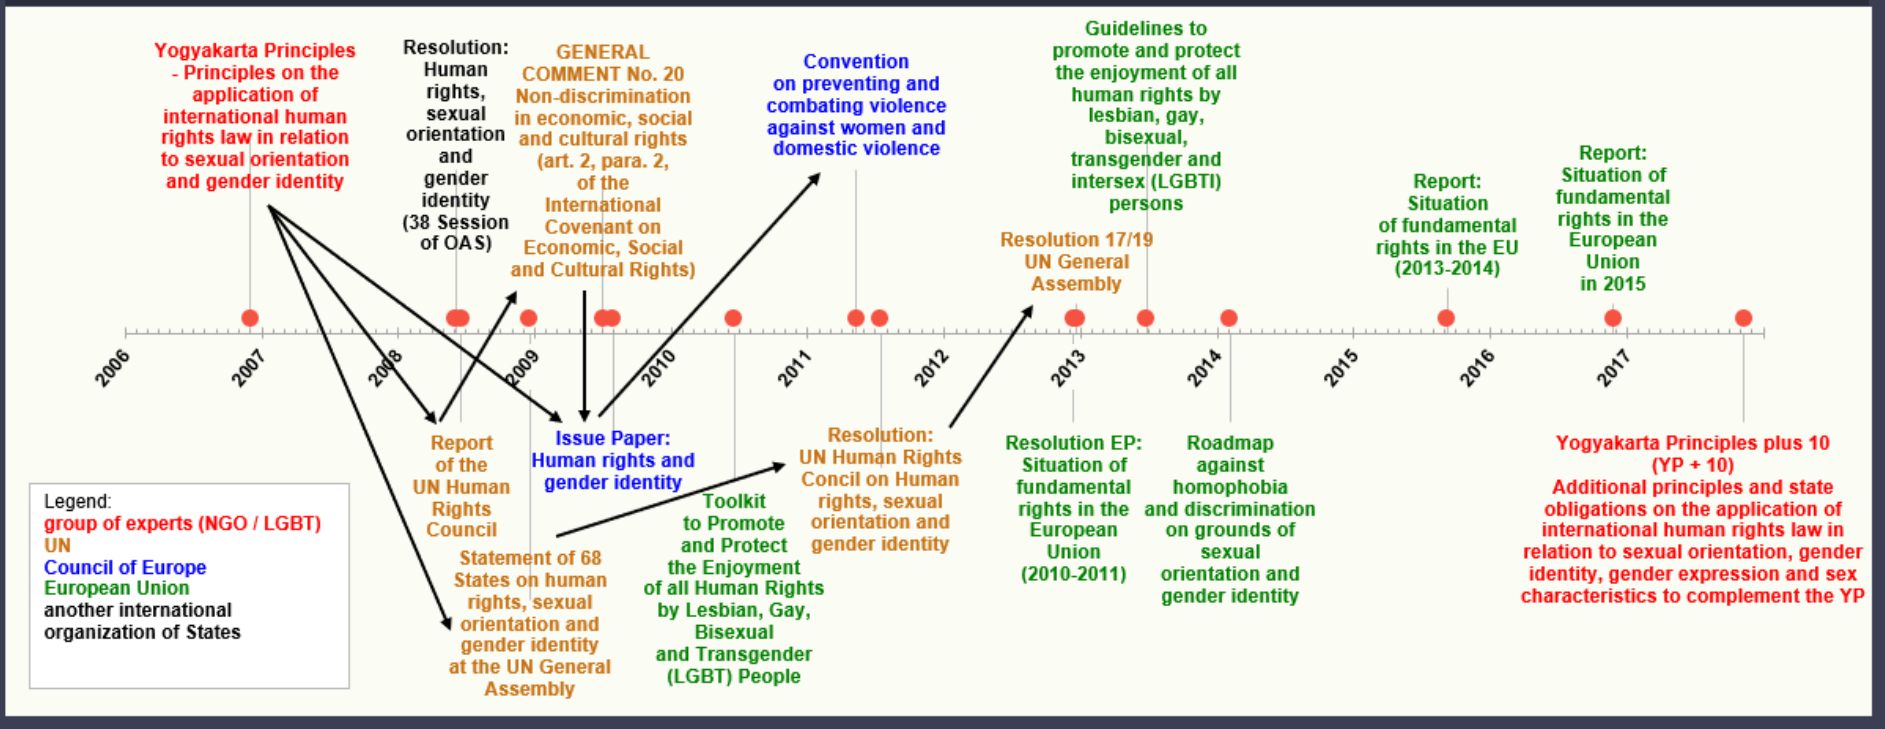 Yogyakarta Principles
- Principles on the
application of
international human
rights law in relation
to sexual orientation
and gender identity
Resolution:
Human
rights,
sexual
orientation
and
gender
identity
(38 Session
of OAS)
GENERAL
COMMENT No. 20
Non-discrimination
in economic, social
and cultural rights
(art. 2, para. 2,
of the
International
Covenant on
Economic, Social
and Cultural Rights)
Convention
on preventing and
combating violence
against women and
domestic violence
Resolution 17/19
UN General
Assembly
Guidelines to
promote and protect
the enjoyment of all
human rights by
lesbian, gay,
bisexual,
transgender and
intersex (LGBTI)
persons
Report:
Situation
of fundamental
rights in the EU
(2013-2014)
Report:
Situation of
fundamental
rights in the
European
Union
in 2015
2006
2007
2008
2009
2010
2011
2012
2013
2014
2015
2016
2017
Report
of the
UN Human
Rights
Council
Statement of 68
States on human
rights, sexual
orientation and
gender identity
at the UN General
Assembly
Issue Paper:
Human rights and
gender identity
Toolkit
to Promote
and Protect
the Enjoyment
of all Human Rights
by Lesbian, Gay,
Bisexual
and Transgender
(LGBT) People
Resolution:
UN Human Rights
Concil on Human
rights, sexual
orientation and
gender identity
Resolution EP:
Situation of
fundamental
rights in the
European
Union
(2010-2011)
Roadmap
against
homophobia
and discrimination
on grounds of
sexual
orientation and
gender identity
Yogyakarta Principles plus 10
(YP + 10)
Additional principles and state
obligations on the application of
international human rights law in
relation to sexual orientation, gender
identity, gender expression and sex
characteristics to complement the YP
Legend:
group of experts (NGO / LGBT)
UN
Council of Europe
European Union
another international
organization of States